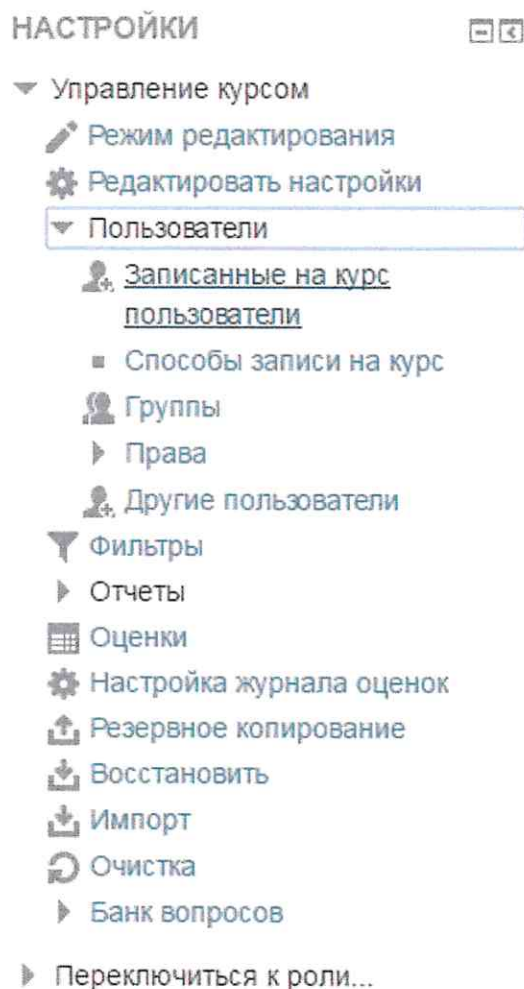 НАСТРОЙКИ
Управление курсом
Режим редактирования
Редактировать настройки
Пользователи
Записанные на курс
пользователи
Способы записи на курс
Группы
Права
Другие пользователи
Фильтры
Отчеты
Оценки
Настройка журнала оценок
Резервное копирование
Восстановить
Импорт
Очистка
Банк вопросов
Переключиться к роли...